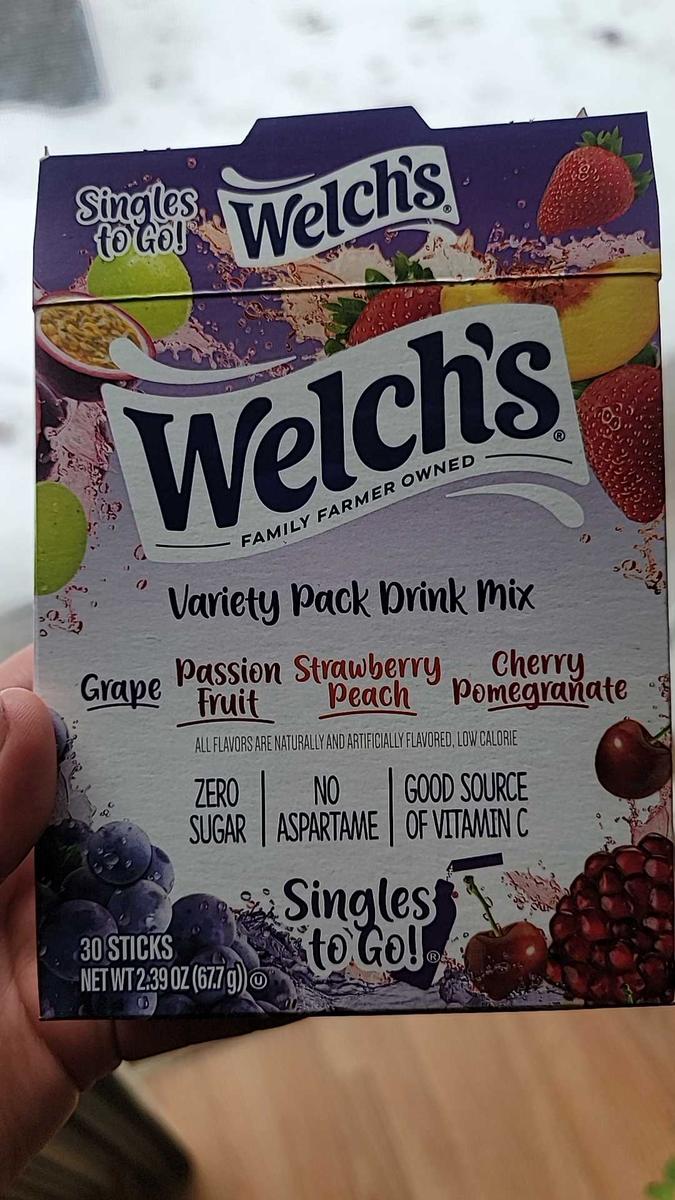 Singles
to Go!
Welch's®
Welch's®
FAMILY FARMER OWNED
Variety Pack Drink Mix
Grape
Passion
Fruit
Strawberry
Peach
Cherry
Pomegranate
ALL FLAVORS ARE NATURALLY AND ARTIFICIALLY FLAVORED, LOW CALORIE
ZERO
SUGAR
NO
ASPARTAME
GOOD SOURCE
OF VITAMIN C
Singles
to Go!®
30 STICKS
NET WT 2.39 OZ (67.7 g) Ⓤ